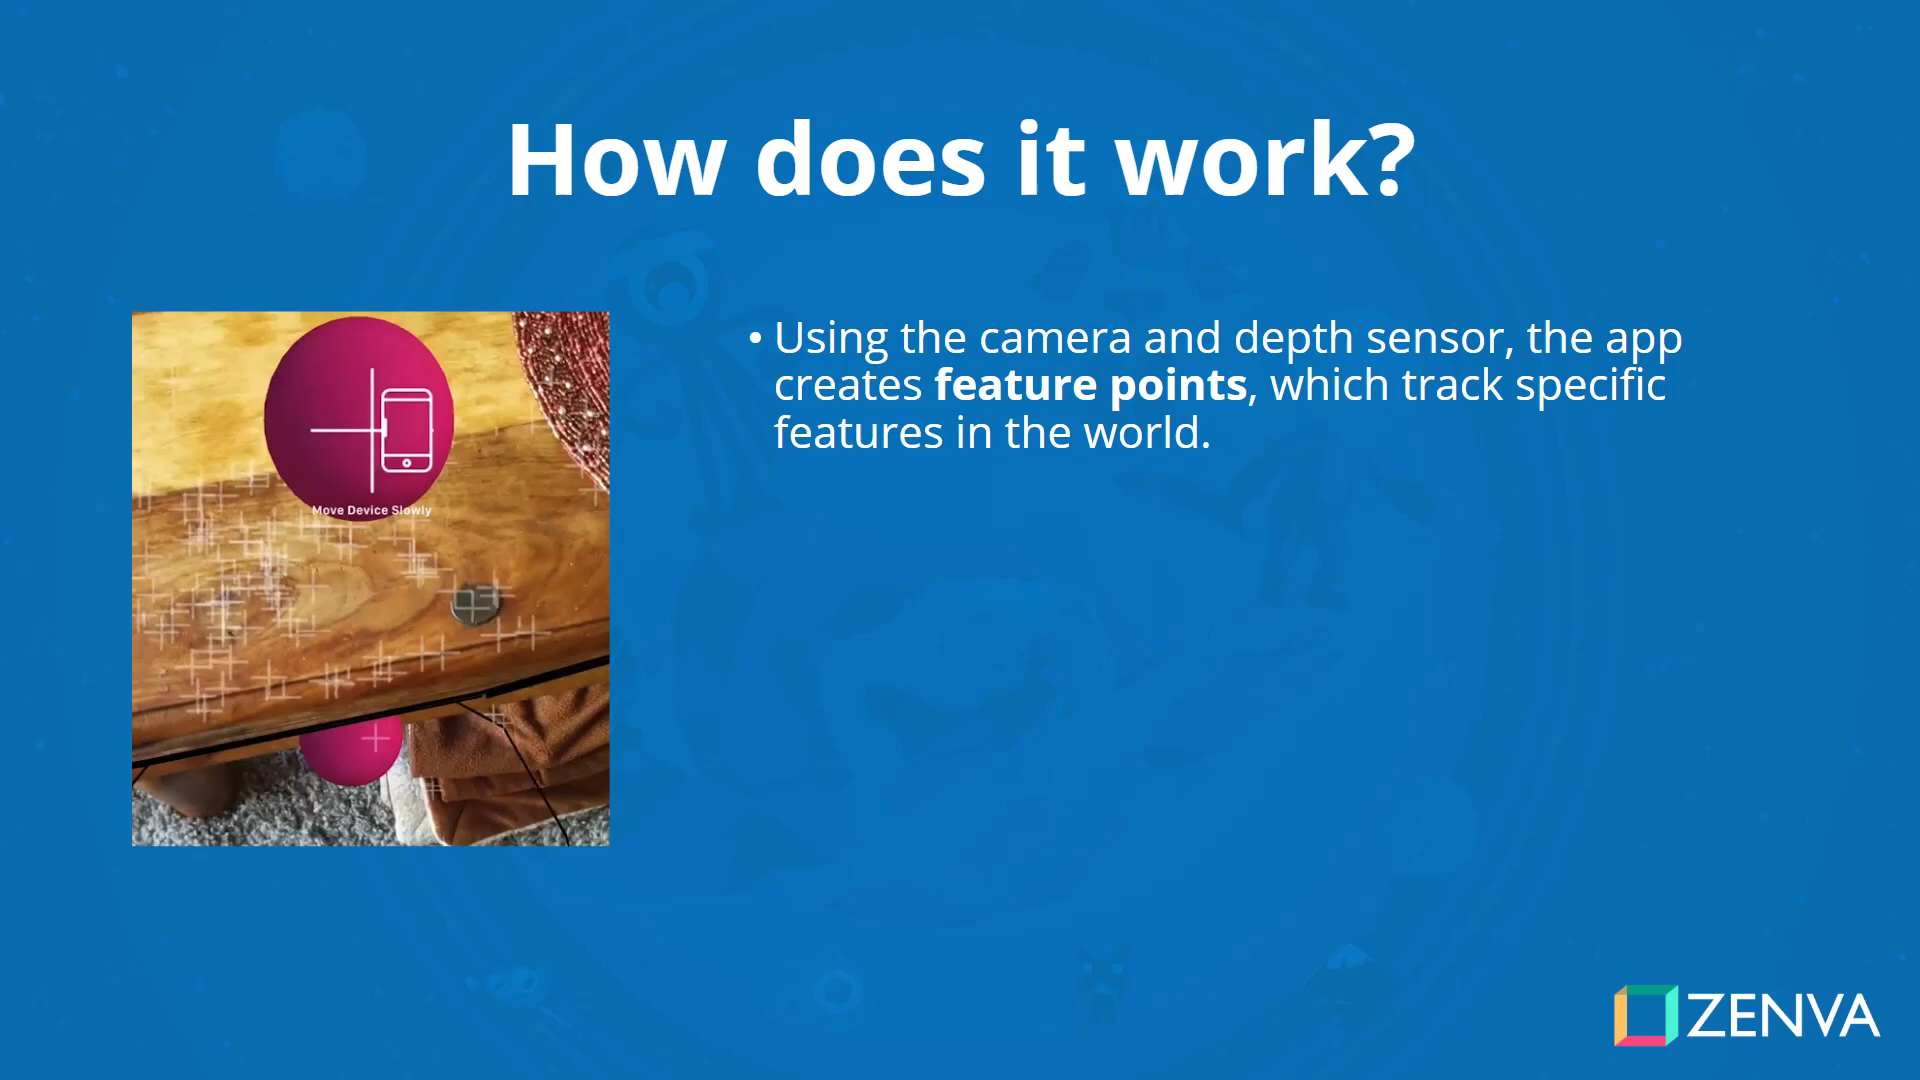 How does it work?
Move Device Slowly
• Using the camera and depth sensor, the app
creates feature points, which track specific
features in the world.
ZENVA